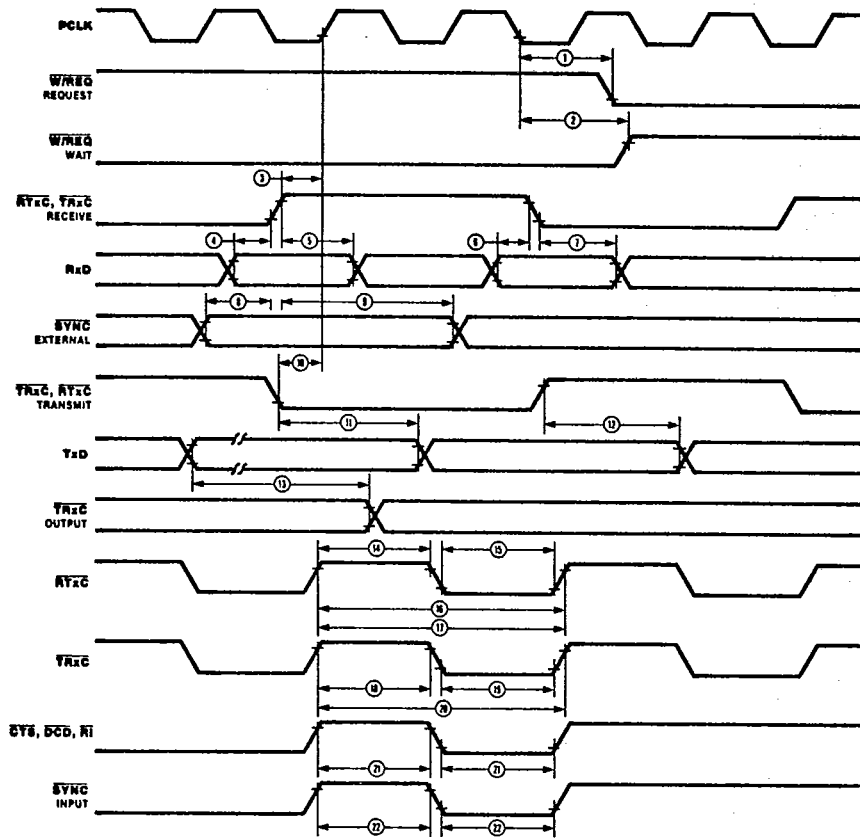 PCLK
1
W/REQ
REQUEST
2
W/REQ
WAIT
3
RTxC, TRxC
RECEIVE
4 5 6 7
RxD
8 9
SYNC
EXTERNAL
10
TRxC, RTxC
TRANSMIT
11 12
TxD
13
TRxC
OUTPUT
14 15
RTxC
16
17
TRxC
18 19
20
CTS, DCD, RI
21 21
SYNC
INPUT
22 22